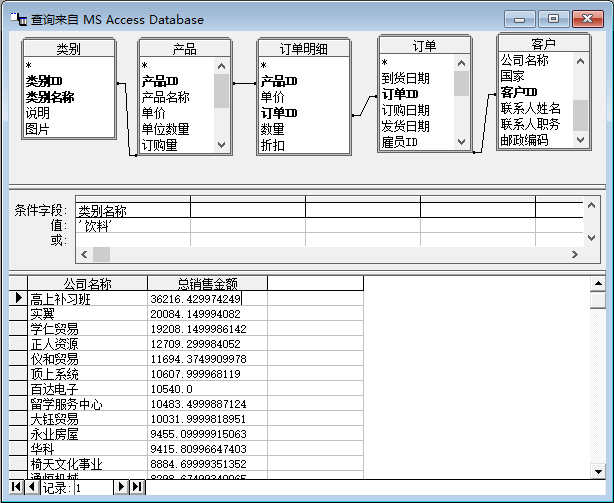 查询来自 MS Access Database
类别
*
类别ID
类别名称
说明
图片
产品
*
产品ID
产品名称
单价
单位数量
订购量
订单明细
*
产品ID
单价
订单ID
数量
折扣
订单
*
到货日期
订单ID
订购日期
发货日期
雇员ID
客户
公司名称
国家
客户ID
联系人姓名
联系人职务
邮政编码
条件字段: 类别名称
值: '饮料'
或:
公司名称 总销售金额
高上补习班 36216.429974249
实翼 20084.149994082
学仁贸易 19208.1499986142
正人资源 12709.299984052
仪和贸易 11694.3749909978
顶上系统 10607.999968119
百达电子 10540.0
留学服务中心 10483.4999887124
大钰贸易 10031.9999818951
永业房屋 9455.09999915063
华科 9415.80996647403
椅天文化事业 8884.69999351352
记录:1